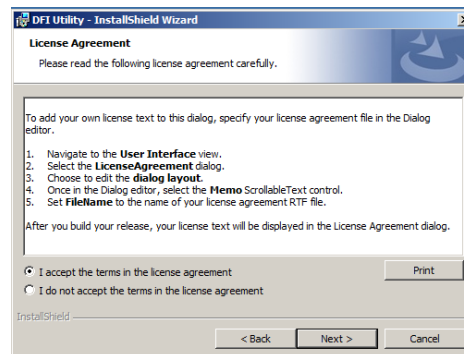 DFI Utility - InstallShield Wizard
License Agreement
Please read the following license agreement carefully.
To add your own license text to this dialog, specify your license agreement file in the Dialog
editor.
1. Navigate to the User Interface view.
2. Select the LicenseAgreement dialog.
3. Choose to edit the dialog layout.
4. Once in the Dialog editor, select the Memo ScrollableText control.
5. Set FileName to the name of your license agreement RTF file.
After you build your release, your license text will be displayed in the License Agreement dialog.
I accept the terms in the license agreement
Print
I do not accept the terms in the license agreement
InstallShield
< Back
Next >
Cancel